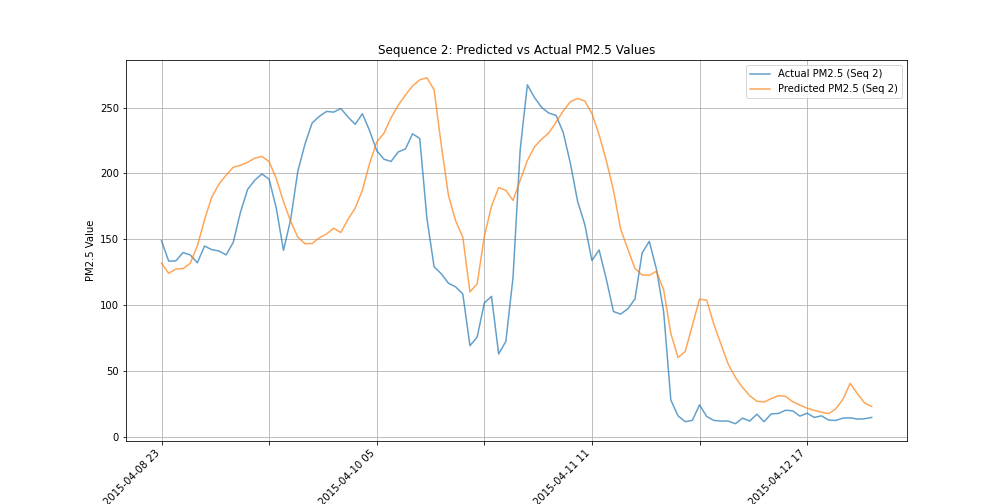 Sequence 2: Predicted vs Actual PM2.5 Values
Actual PM2.5 (Seq 2)
Predicted PM2.5 (Seq 2)
PM2.5 Value
250
200
150
100
50
0
2015-04-08 23
2015-04-10 05
2015-04-11 11
2015-04-12 17